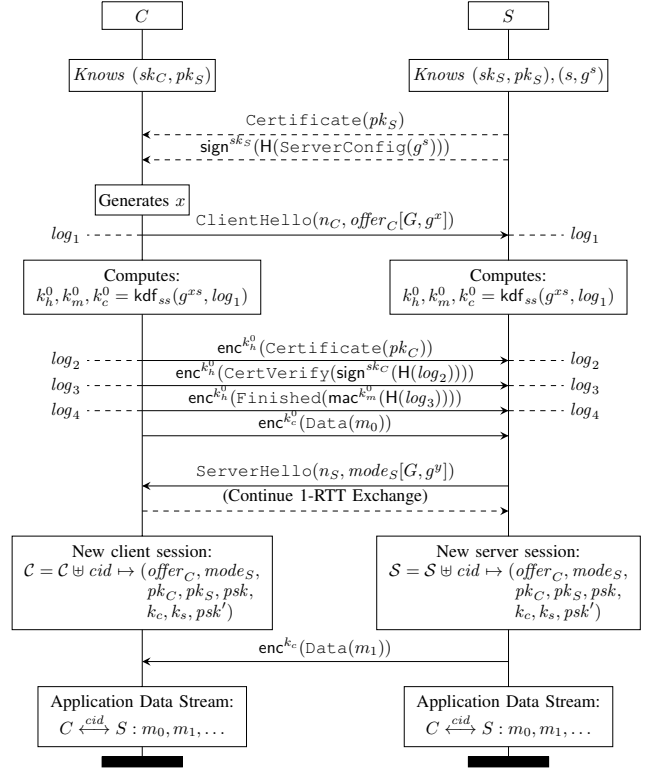 C S
Knows (sk_C, pk_S) Knows (sk_S, pk_S), (s, g^s)
Certificate(pk_S)
sign^{sk_S}(H(ServerConfig(g^s)))
Generates x
ClientHello(n_C, offer_C[G, g^x])
log_1 log_1
Computes: Computes:
k_h^0, k_m^0, k_c^0 = kdf_{ss}(g^{xs}, log_1) k_h^0, k_m^0, k_c^0 = kdf_{ss}(g^{xs}, log_1)
enc^{k_h^0}(Certificate(pk_C))
log_2 log_2
enc^{k_h^0}(CertVerify(sign^{sk_C}(H(log_2))))
log_3 log_3
enc^{k_h^0}(Finished(mac^{k_m^0}(H(log_3))))
log_4 log_4
enc^{k_c^0}(Data(m_0))
ServerHello(n_S, mode_S[G, g^y])
(Continue 1-RTT Exchange)
New client session: New server session:
𝒞 = 𝒞 ⊎ cid ↦ (offer_C, mode_S, 𝒮 = 𝒮 ⊎ cid ↦ (offer_C, mode_S,
pk_C, pk_S, psk, pk_C, pk_S, psk,
k_c, k_s, psk′) k_c, k_s, psk′)
enc^{k_c}(Data(m_1))
Application Data Stream: Application Data Stream:
C ⟷^{cid} S : m_0, m_1, … C ⟷^{cid} S : m_0, m_1, …